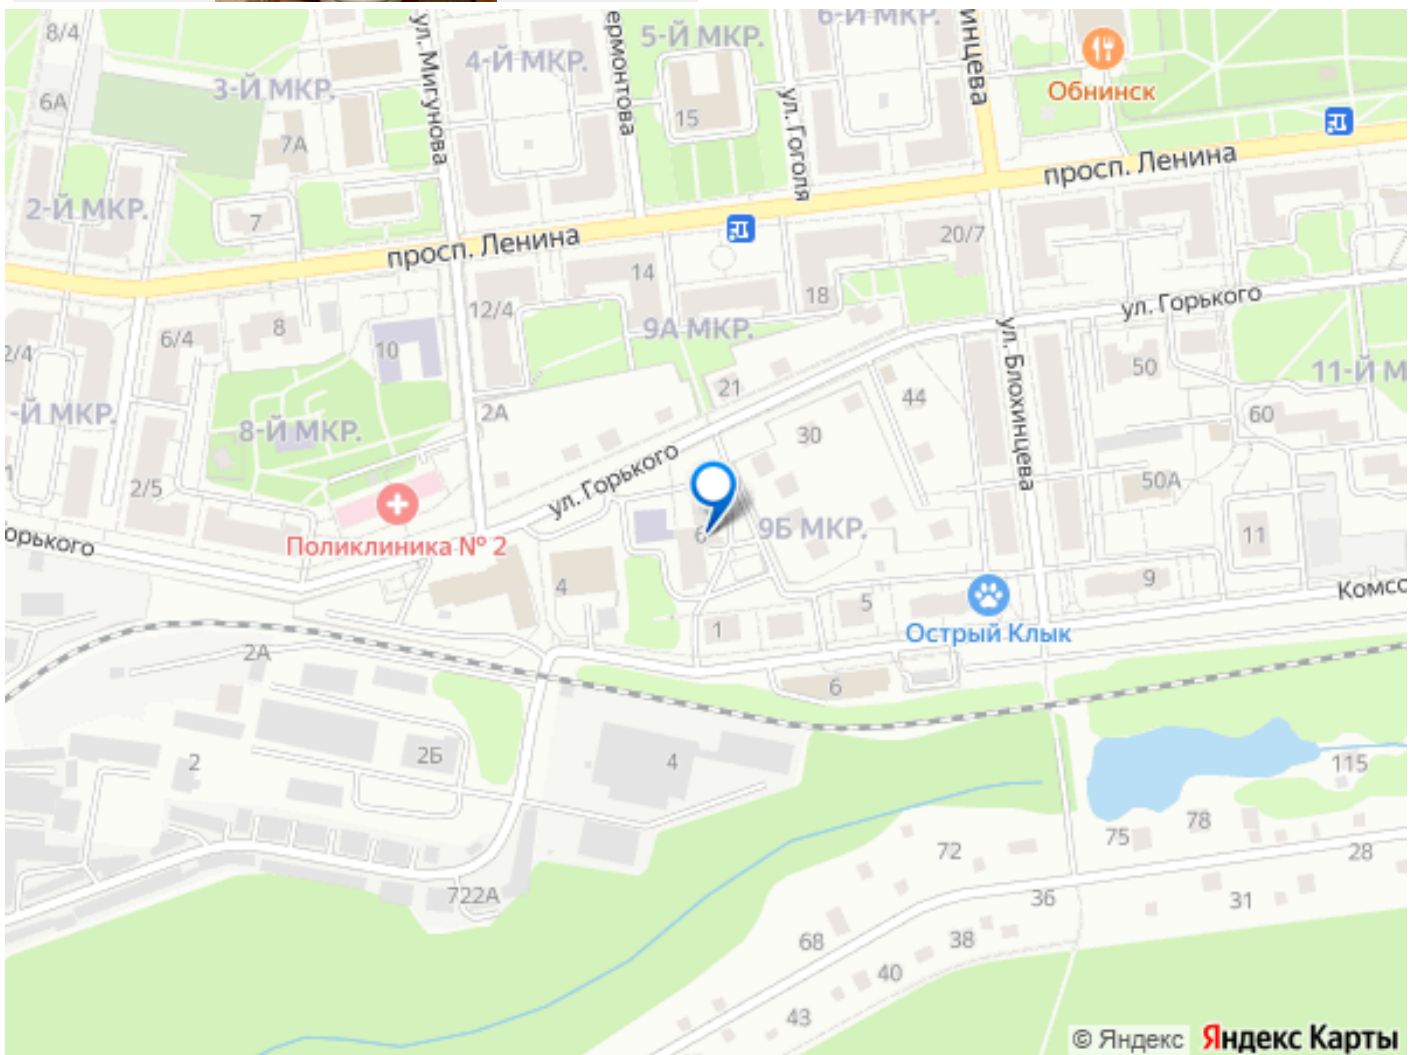 8/4
6А
3-Й МКР.
7А
ул. Мигунова
4-Й МКР.
ермонтова
5-Й МКР.
15
ул. Гоголя
6-Й МКР.
инцева
Обнинск
просп. Ленина
2-Й МКР.
7
просп. Ленина
20/7
14
18
12/4
ул. Горького
9А МКР.
8
6/4
10
2/4
ул. Блохинцева
50
11-Й М
21
44
2А
60
-Й МКР.
8-Й МКР.
30
ул. Горького
50А
1
2/5
6
9Б МКР.
11
орького
Поликлиника № 2
4
9
Комсо
5
1
Острый Клык
2А
6
2
2Б
4
115
75
78
72
28
722А
36
31
68
38
40
43
© Яндекс Яндекс Карты